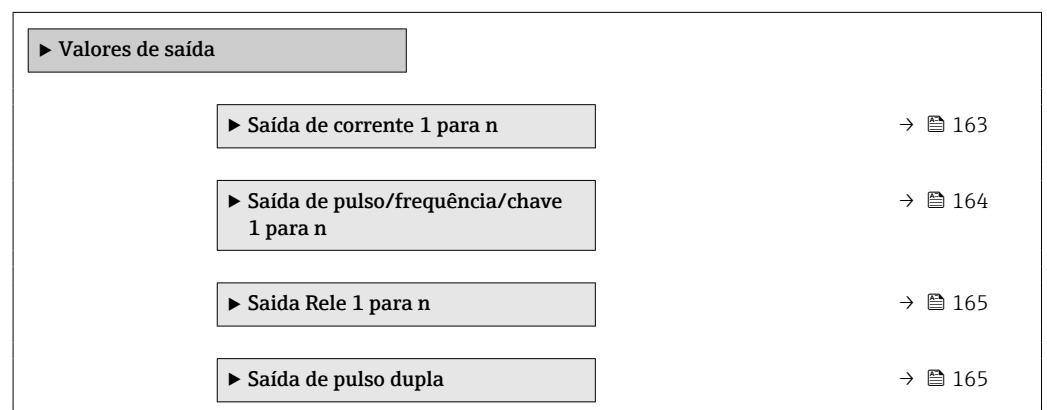 ▶ Valores de saída
▶ Saída de corrente 1 para n → 163
▶ Saída de pulso/frequência/chave → 164
1 para n
▶ Saida Rele 1 para n → 165
▶ Saída de pulso dupla → 165